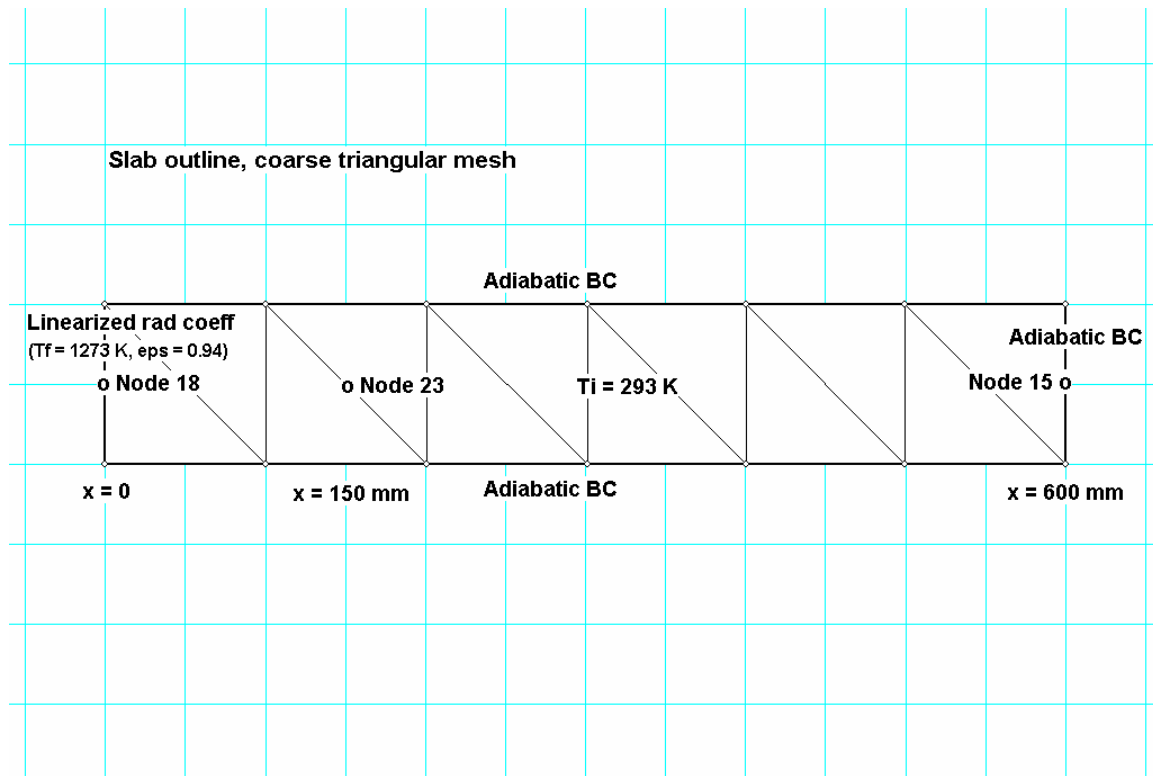 Slab outline, coarse triangular mesh
Adiabatic BC
Linearized rad coeff
(Tf = 1273 K, eps = 0.94)
Adiabatic BC
o Node 18
o Node 23
Ti = 293 K
Node 15 o
x = 0
x = 150 mm
Adiabatic BC
x = 600 mm